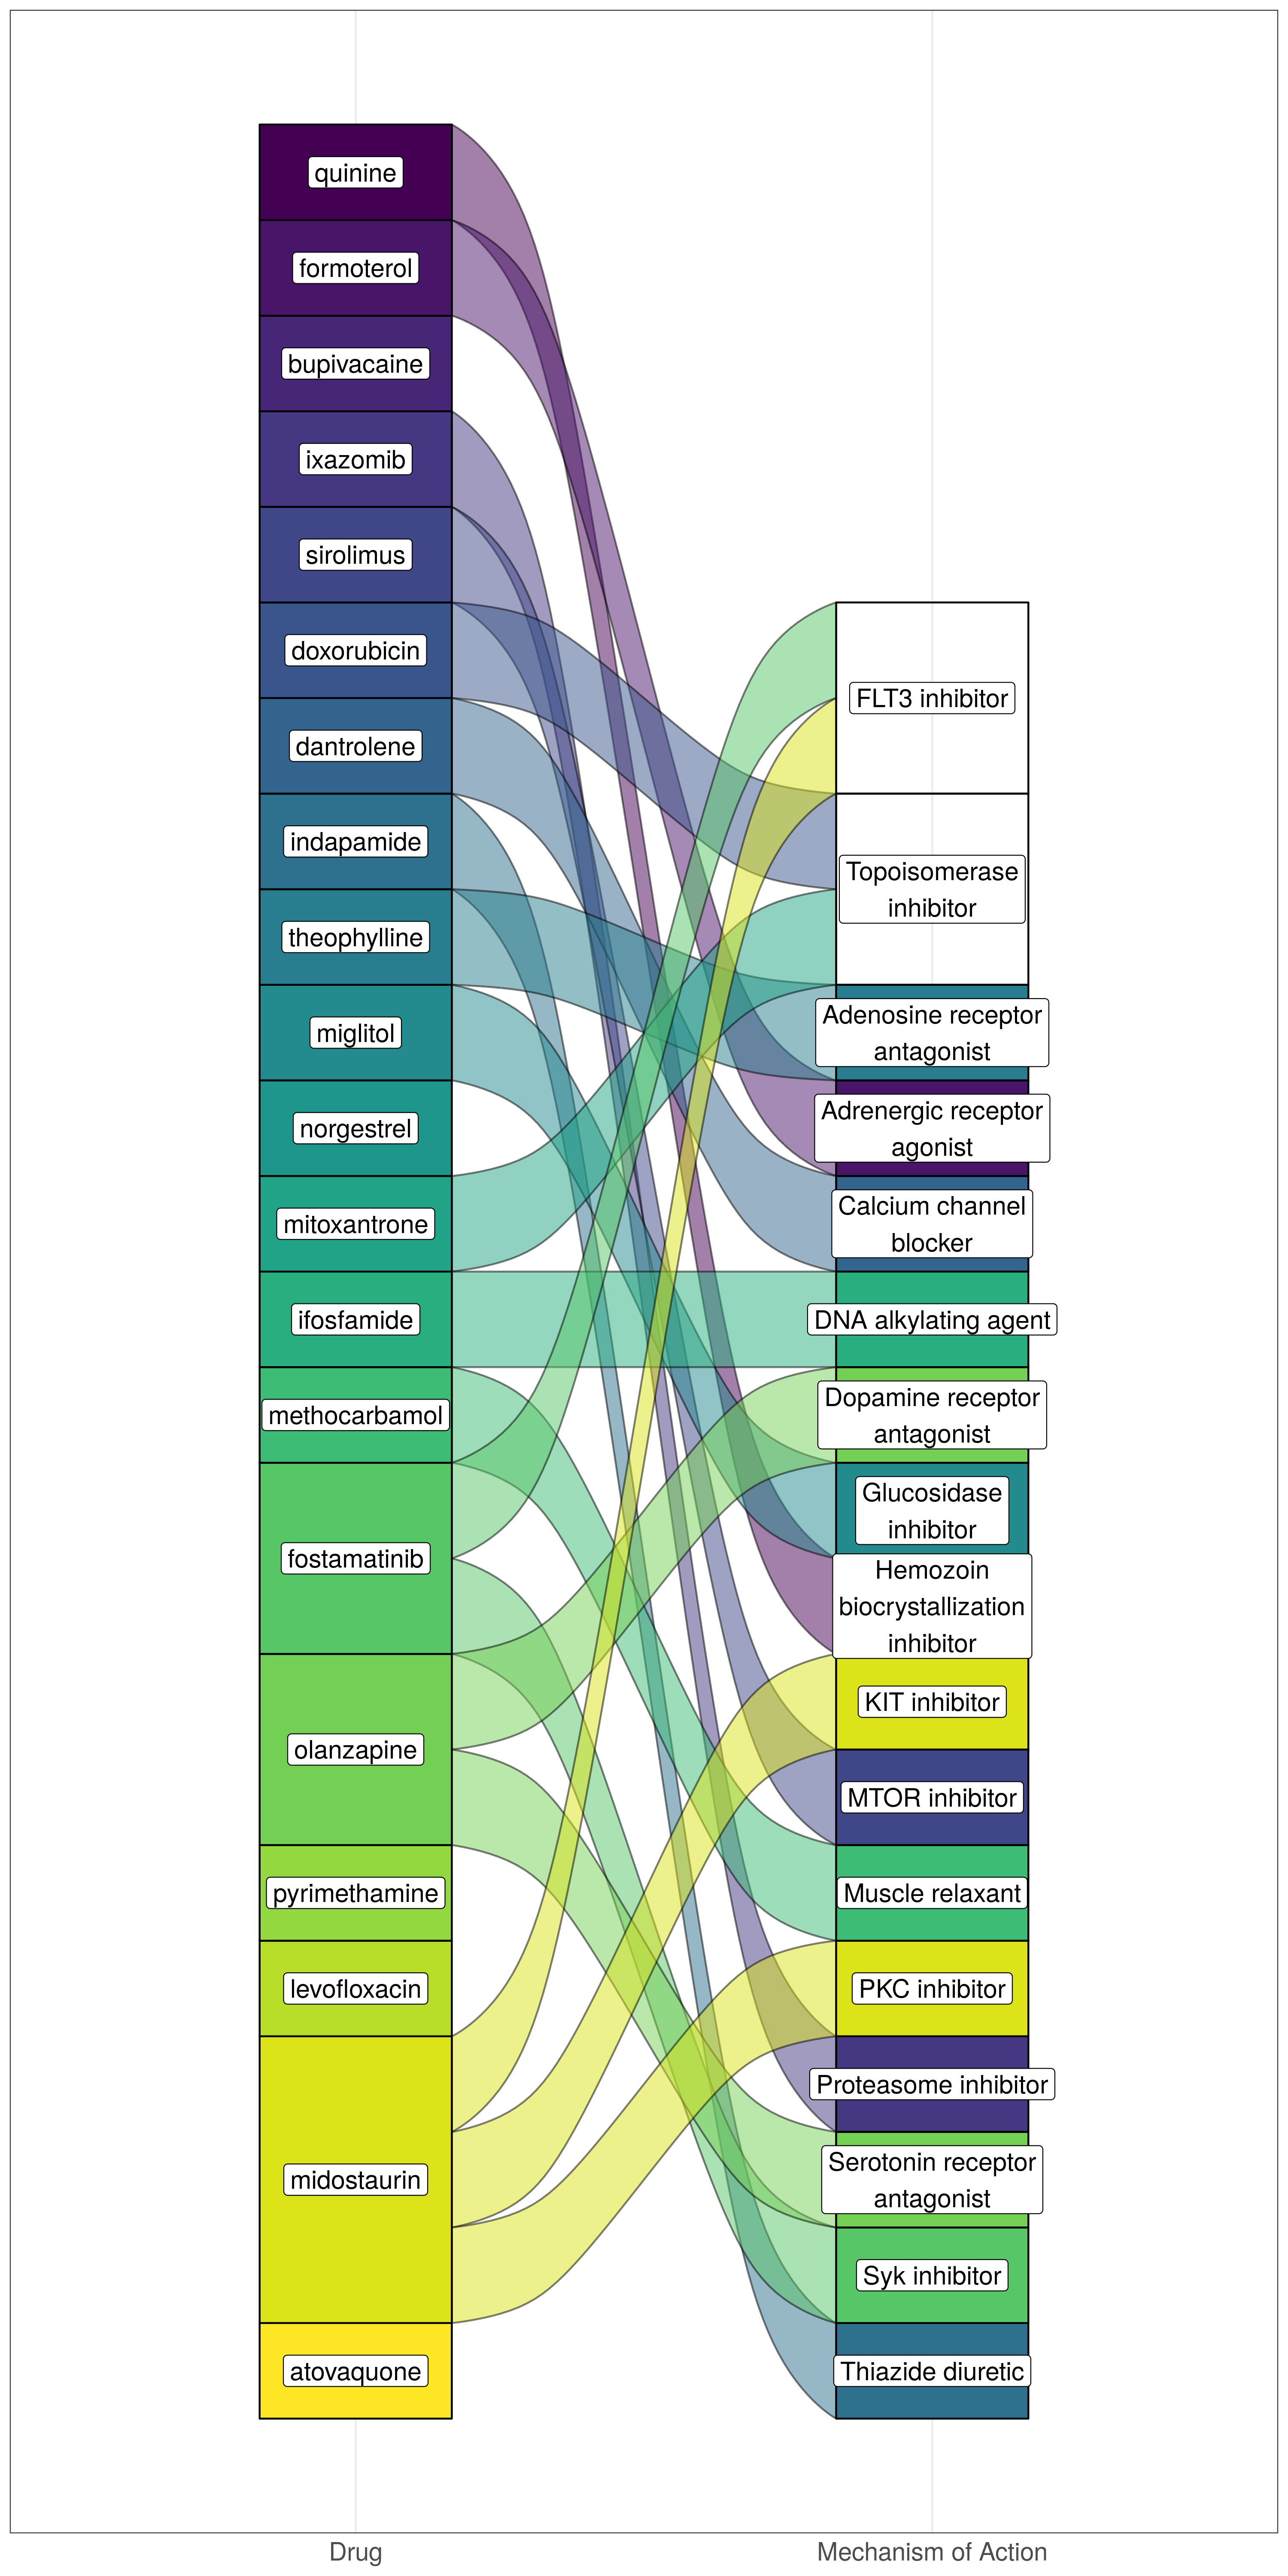 quinine
formoterol
bupivacaine
ixazomib
sirolimus
doxorubicin
dantrolene
indapamide
theophylline
miglitol
norgestrel
mitoxantrone
ifosfamide
methocarbamol
fostamatinib
olanzapine
pyrimethamine
levofloxacin
midostaurin
atovaquone
FLT3 inhibitor
Topoisomerase
inhibitor
Adenosine receptor
antagonist
Adrenergic receptor
agonist
Calcium channel
blocker
DNA alkylating agent
Dopamine receptor
antagonist
Glucosidase
inhibitor
Hemozoin
biocrystallization
inhibitor
KIT inhibitor
MTOR inhibitor
Muscle relaxant
PKC inhibitor
Proteasome inhibitor
Serotonin receptor
antagonist
Syk inhibitor
Thiazide diuretic
Drug
Mechanism of Action